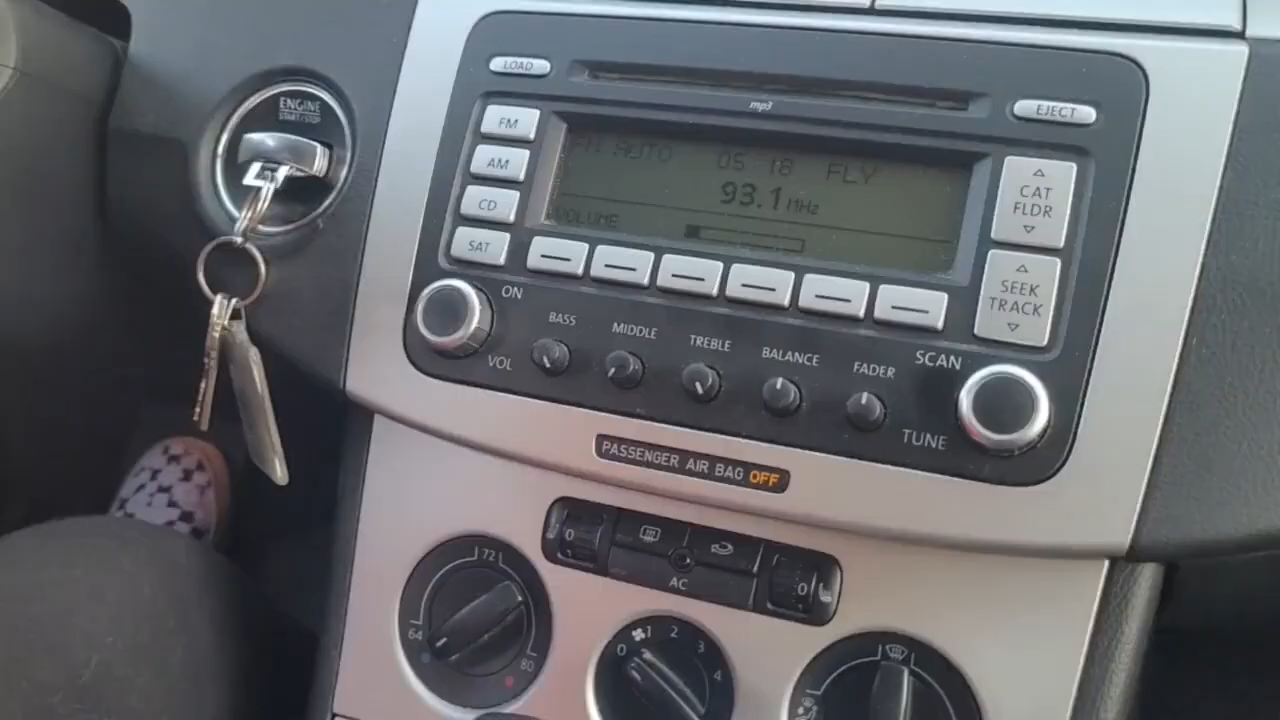 ENGINE
START/STOP
LOAD
mp3
EJECT
FM
AM
CD
SAT
FM AUTO 05 18 FLY
93.1 MHz
VOLUME
CAT
FLDR
SEEK
TRACK
ON
VOL
BASS
MIDDLE
TREBLE
BALANCE
FADER
SCAN
TUNE
PASSENGER AIR BAG OFF
0
AC
0
64
72
80
0
1
2
3
4